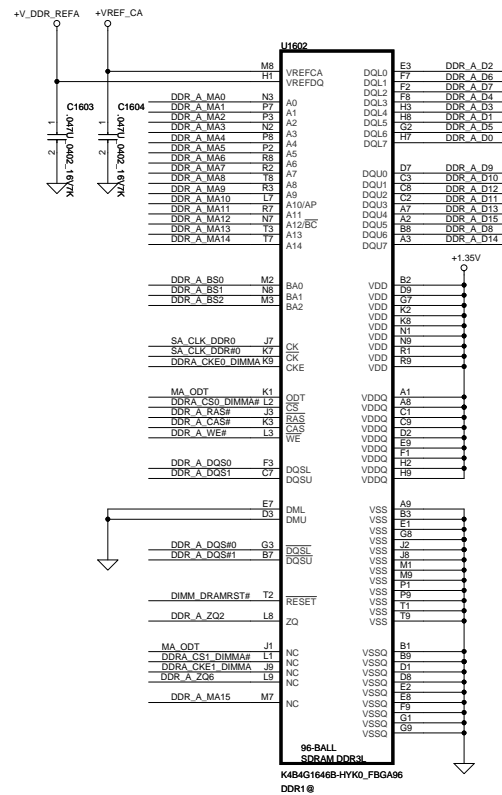 +V_DDR_REFA
+VREF_CA
U1602
C1603
.047U_0402_16V7K
1
2
C1604
.047U_0402_16V7K
1
2
M8 VREFCA
H1 VREFDQ
DDR_A_MA0 N3 A0
DDR_A_MA1 P7 A1
DDR_A_MA2 P3 A2
DDR_A_MA3 N2 A3
DDR_A_MA4 P8 A4
DDR_A_MA5 P2 A5
DDR_A_MA6 R8 A6
DDR_A_MA7 R2 A7
DDR_A_MA8 T8 A8
DDR_A_MA9 R3 A9
DDR_A_MA10 L7 A10/AP
DDR_A_MA11 R7 A11
DDR_A_MA12 N7 A12/BC
DDR_A_MA13 T3 A13
DDR_A_MA14 T7 A14
DDR_A_BS0 M2 BA0
DDR_A_BS1 N8 BA1
DDR_A_BS2 M3 BA2
SA_CLK_DDR0 J7 CK
SA_CLK_DDR#0 K7 CK
DDRA_CKE0_DIMMA K9 CKE
MA_ODT K1 ODT
DDRA_CS0_DIMMA# L2 CS
DDR_A_RAS# J3 RAS
DDR_A_CAS# K3 CAS
DDR_A_WE# L3 WE
DDR_A_DQS0 F3 DQSL
DDR_A_DQS1 C7 DQSU
E7 DML
D3 DMU
DDR_A_DQS#0 G3 DQSL
DDR_A_DQS#1 B7 DQSU
DIMM_DRAMRST# T2 RESET
DDR_A_ZQ2 L8 ZQ
MA_ODT J1 NC
DDRA_CS1_DIMMA# L1 NC
DDRA_CKE1_DIMMA J9 NC
DDR_A_ZQ6 L9 NC
DDR_A_MA15 M7 NC
DQL0 E3 DDR_A_D2
DQL1 F7 DDR_A_D6
DQL2 F2 DDR_A_D7
DQL3 F8 DDR_A_D4
DQL4 H3 DDR_A_D3
DQL5 H8 DDR_A_D1
DQL6 G2 DDR_A_D5
DQL7 H7 DDR_A_D0
DQU0 D7 DDR_A_D9
DQU1 C3 DDR_A_D10
DQU2 C8 DDR_A_D12
DQU3 C2 DDR_A_D11
DQU4 A7 DDR_A_D13
DQU5 A2 DDR_A_D15
DQU6 B8 DDR_A_D8
DQU7 A3 DDR_A_D14
+1.35V
VDD B2
VDD D9
VDD G7
VDD K2
VDD K8
VDD N1
VDD N9
VDD R1
VDD R9
VDDQ A1
VDDQ A8
VDDQ C1
VDDQ C9
VDDQ D2
VDDQ E9
VDDQ F1
VDDQ H2
VDDQ H9
VSS A9
VSS B3
VSS E1
VSS G8
VSS J2
VSS J8
VSS M1
VSS M9
VSS P1
VSS P9
VSS T1
VSS T9
VSSQ B1
VSSQ B9
VSSQ D1
VSSQ D8
VSSQ E2
VSSQ E8
VSSQ F9
VSSQ G1
VSSQ G9
96-BALL
SDRAM DDR3L
K4B4G1646B-HYK0_FBGA96
DDR1@